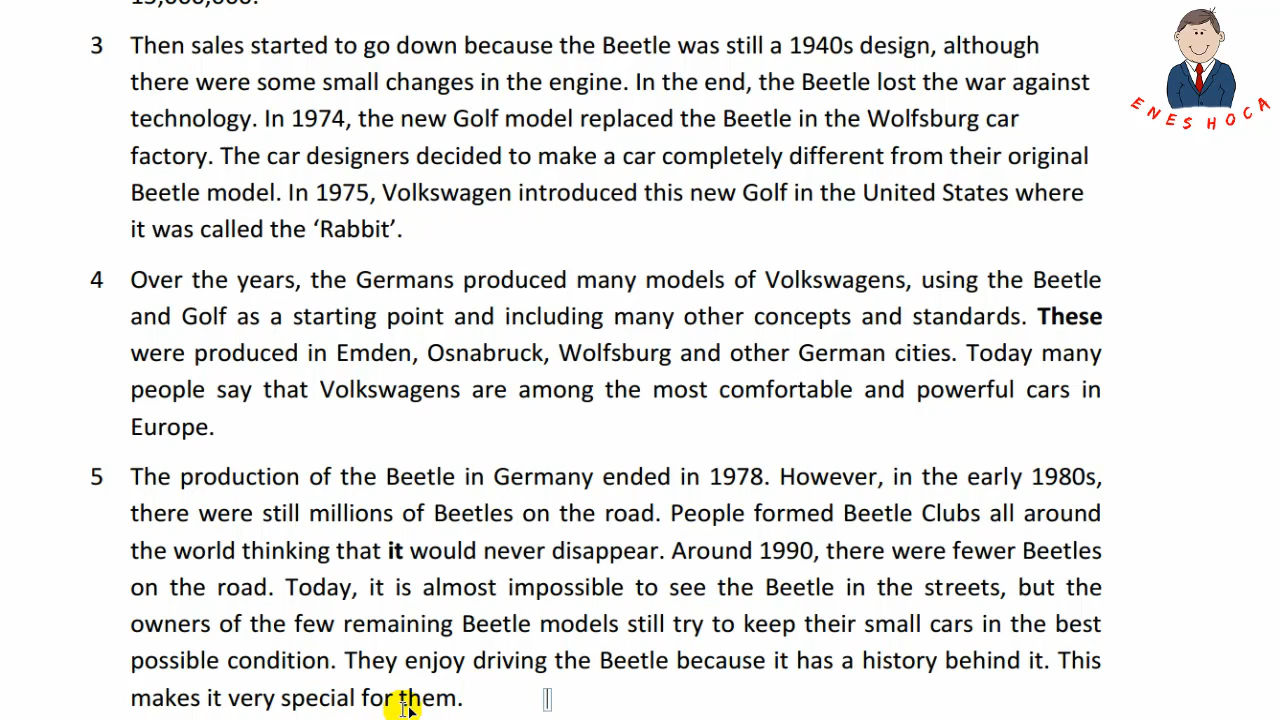 15,000,000.
3 Then sales started to go down because the Beetle was still a 1940s design, although
there were some small changes in the engine. In the end, the Beetle lost the war against
technology. In 1974, the new Golf model replaced the Beetle in the Wolfsburg car
factory. The car designers decided to make a car completely different from their original
Beetle model. In 1975, Volkswagen introduced this new Golf in the United States where
it was called the ‘Rabbit’.
4 Over the years, the Germans produced many models of Volkswagens, using the Beetle
and Golf as a starting point and including many other concepts and standards. These
were produced in Emden, Osnabruck, Wolfsburg and other German cities. Today many
people say that Volkswagens are among the most comfortable and powerful cars in
Europe.
5 The production of the Beetle in Germany ended in 1978. However, in the early 1980s,
there were still millions of Beetles on the road. People formed Beetle Clubs all around
the world thinking that it would never disappear. Around 1990, there were fewer Beetles
on the road. Today, it is almost impossible to see the Beetle in the streets, but the
owners of the few remaining Beetle models still try to keep their small cars in the best
possible condition. They enjoy driving the Beetle because it has a history behind it. This
makes it very special for them.
ENES HOCA